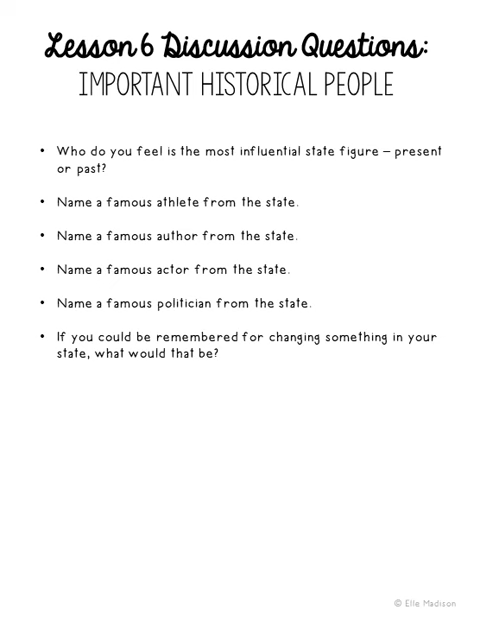 Lesson 6 Discussion Questions:
IMPORTANT HISTORICAL PEOPLE
• Who do you feel is the most influential state figure – present
or past?
• Name a famous athlete from the state.
• Name a famous author from the state.
• Name a famous actor from the state.
• Name a famous politician from the state.
• If you could be remembered for changing something in your
state, what would that be?
© Elle Madison